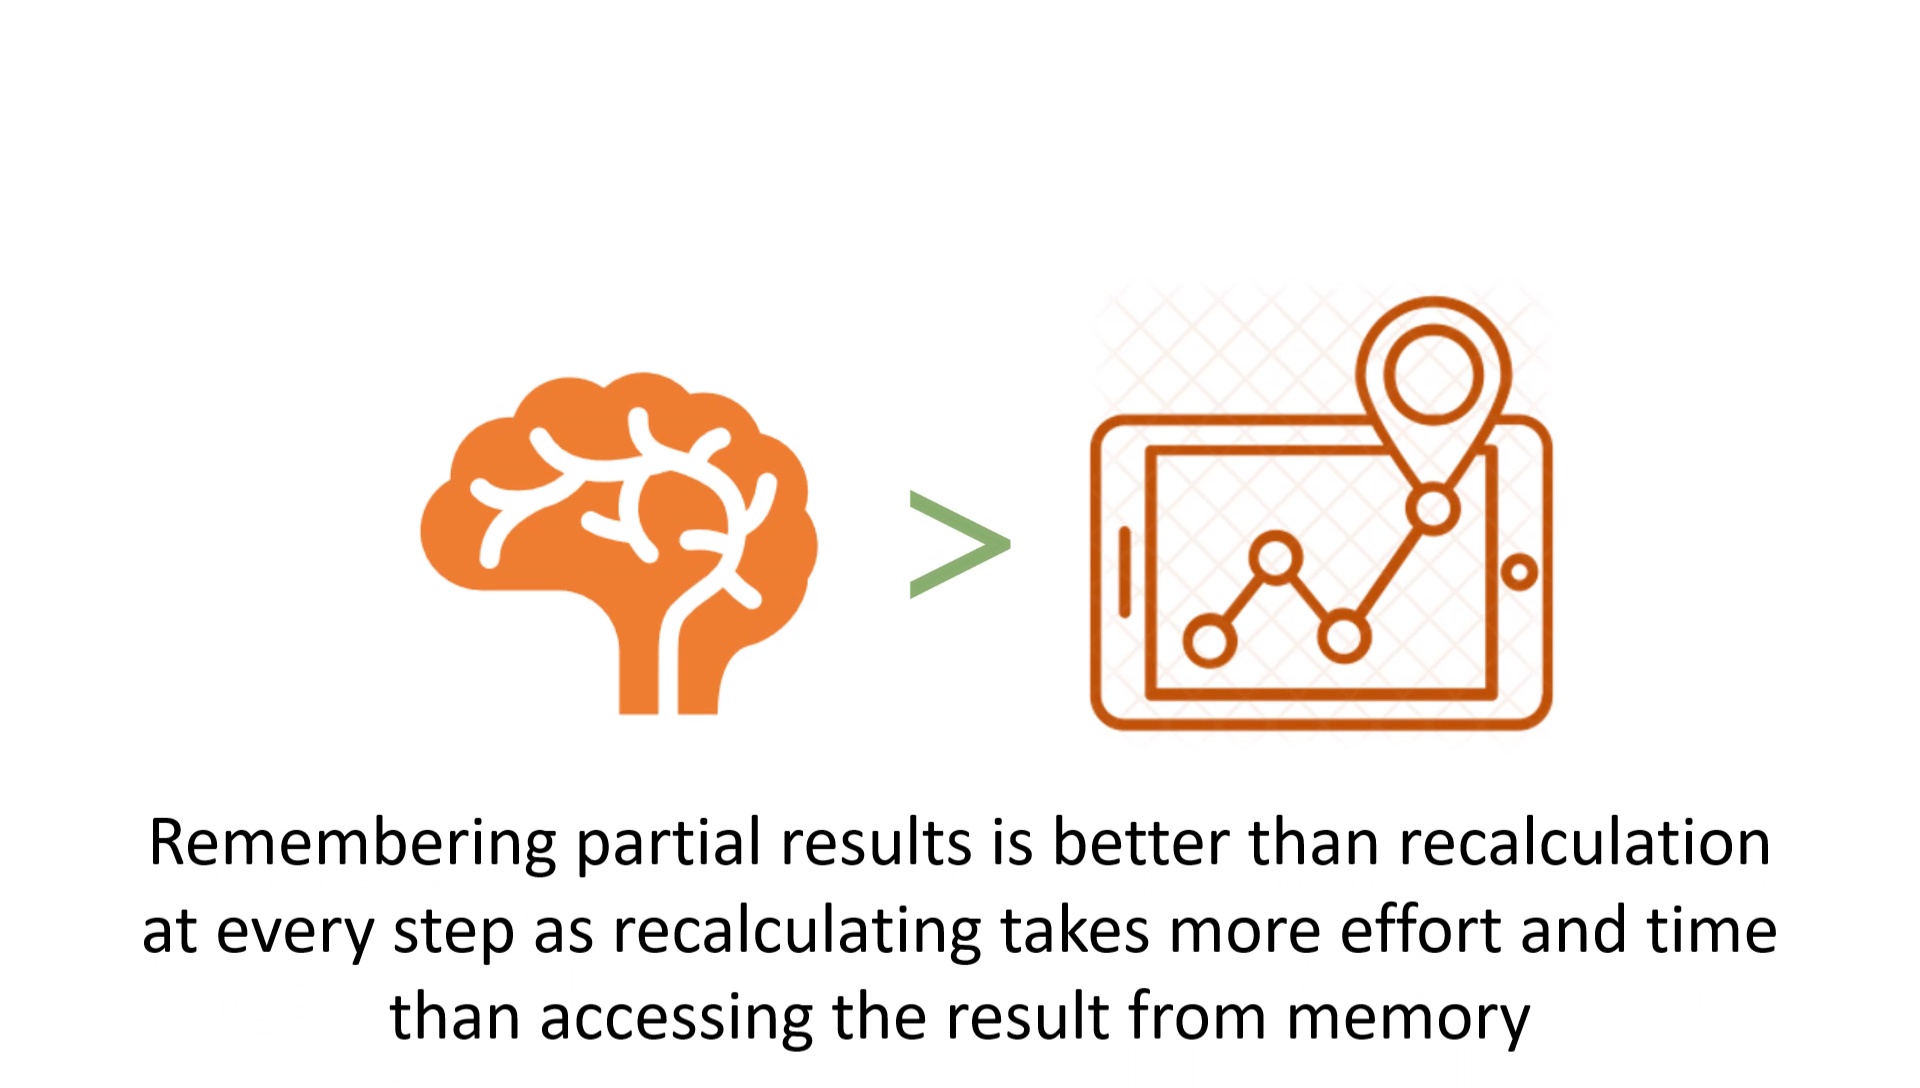 >
Remembering partial results is better than recalculation
at every step as recalculating takes more effort and time
than accessing the result from memory